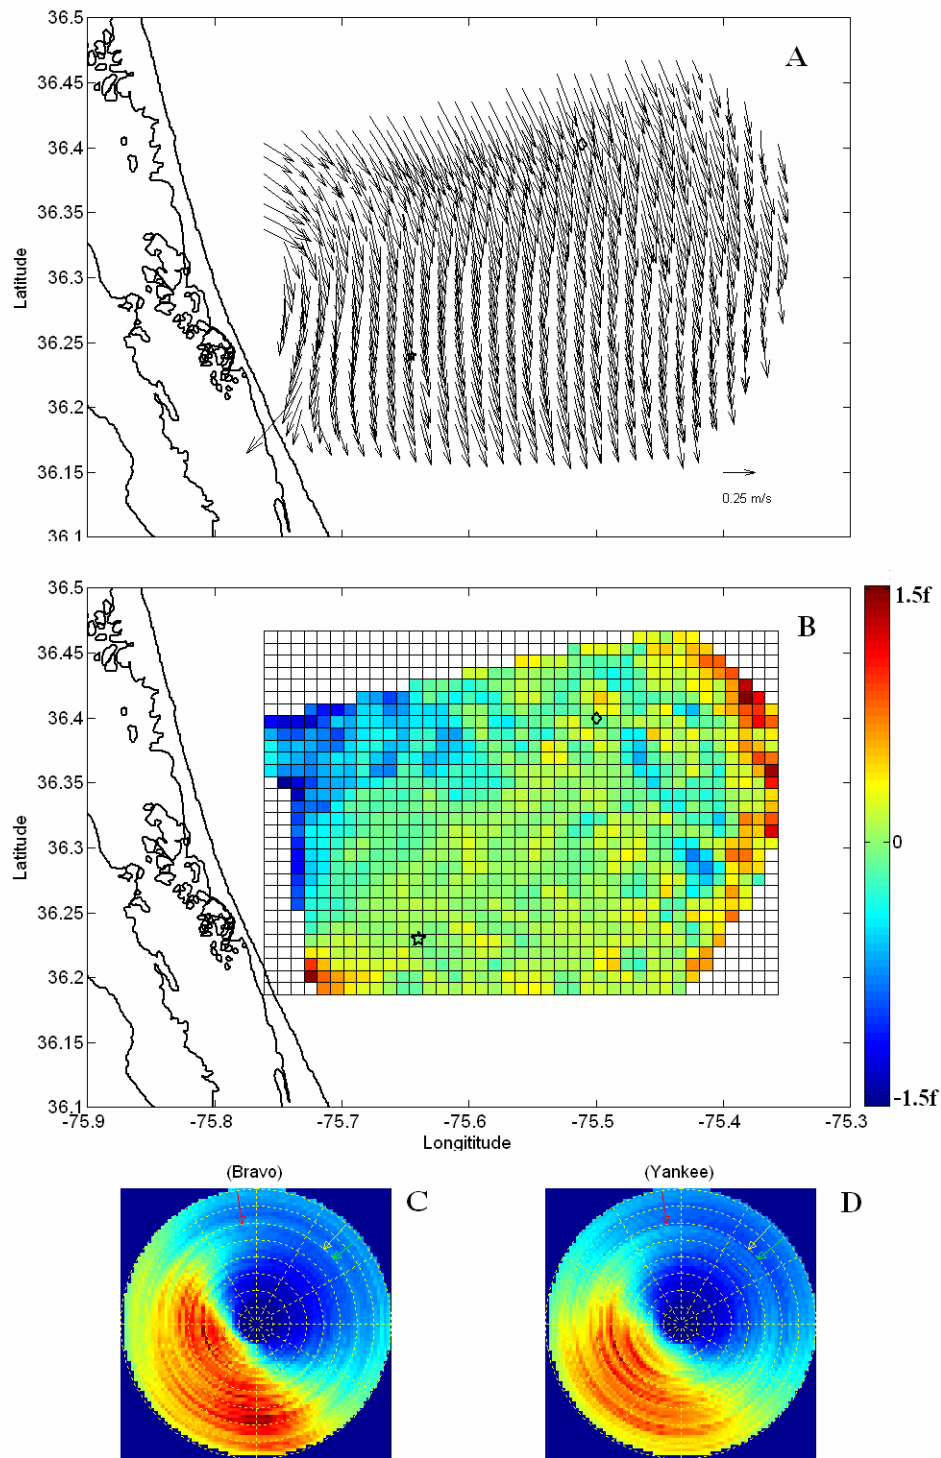 36.5
A
36.45
36.4
36.35
36.3
36.25
36.2
36.15
36.1
Latitude
0.25 m/s
36.5
B
1.5f
36.45
36.4
36.35
36.3
0
36.25
36.2
36.15
36.1
-1.5f
Latitude
-75.9
-75.8
-75.7
-75.6
-75.5
-75.4
-75.3
Longititude
(Bravo)
(Yankee)
C
D